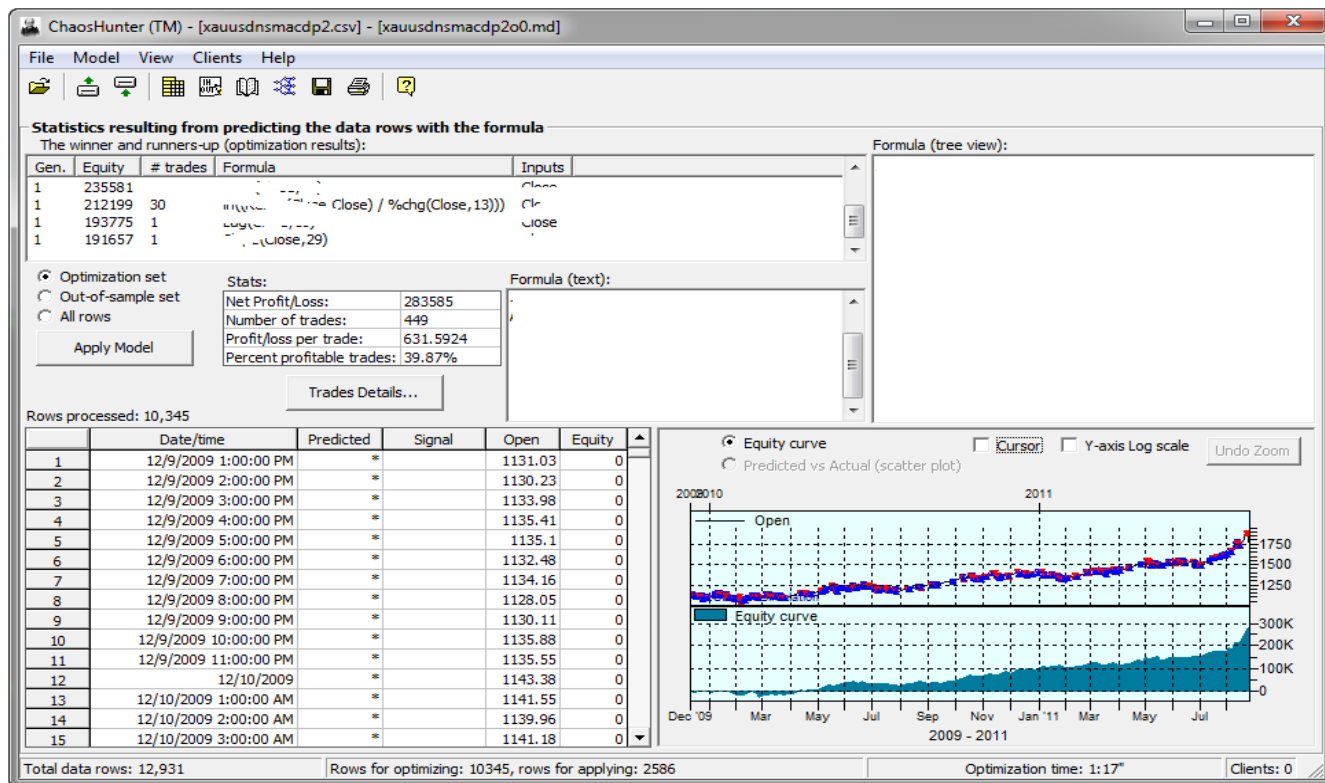 ChaosHunter (TM) - [xauusdnsmacdp2.csv] - [xauusdnsmacdp2o0.md]
File Model View Clients Help
Statistics resulting from predicting the data rows with the formula
The winner and runners-up (optimization results):
Formula (tree view):
Gen. Equity # trades Formula Inputs
1 235581 Close
1 212199 30 Close) / %chg(Close,13)))
1 193775 1 Close
1 191657 1 (Close,29)
Optimization set
Out-of-sample set
All rows
Apply Model
Stats:
Net Profit/Loss: 283585
Number of trades: 449
Profit/loss per trade: 631.5924
Percent profitable trades: 39.87%
Trades Details...
Formula (text):
Rows processed: 10,345
Date/time Predicted Signal Open Equity
1 12/9/2009 1:00:00 PM * 1131.03 0
2 12/9/2009 2:00:00 PM * 1130.23 0
3 12/9/2009 3:00:00 PM * 1133.98 0
4 12/9/2009 4:00:00 PM * 1135.41 0
5 12/9/2009 5:00:00 PM * 1135.1 0
6 12/9/2009 6:00:00 PM * 1132.48 0
7 12/9/2009 7:00:00 PM * 1134.16 0
8 12/9/2009 8:00:00 PM * 1128.05 0
9 12/9/2009 9:00:00 PM * 1130.11 0
10 12/9/2009 10:00:00 PM * 1135.88 0
11 12/9/2009 11:00:00 PM * 1135.55 0
12 12/10/2009 * 1143.38 0
13 12/10/2009 1:00:00 AM * 1141.55 0
14 12/10/2009 2:00:00 AM * 1139.96 0
15 12/10/2009 3:00:00 AM * 1141.18 0
Equity curve
Predicted vs Actual (scatter plot)
Cursor
Y-axis Log scale
Undo Zoom
2010 2011
Open
1750
1500
1250
Equity curve
300K
200K
100K
0
Dec '09 Mar May Jul Sep Nov Jan '11 Mar May Jul
2009 - 2011
Total data rows: 12,931 Rows for optimizing: 10345, rows for applying: 2586 Optimization time: 1:17" Clients: 0